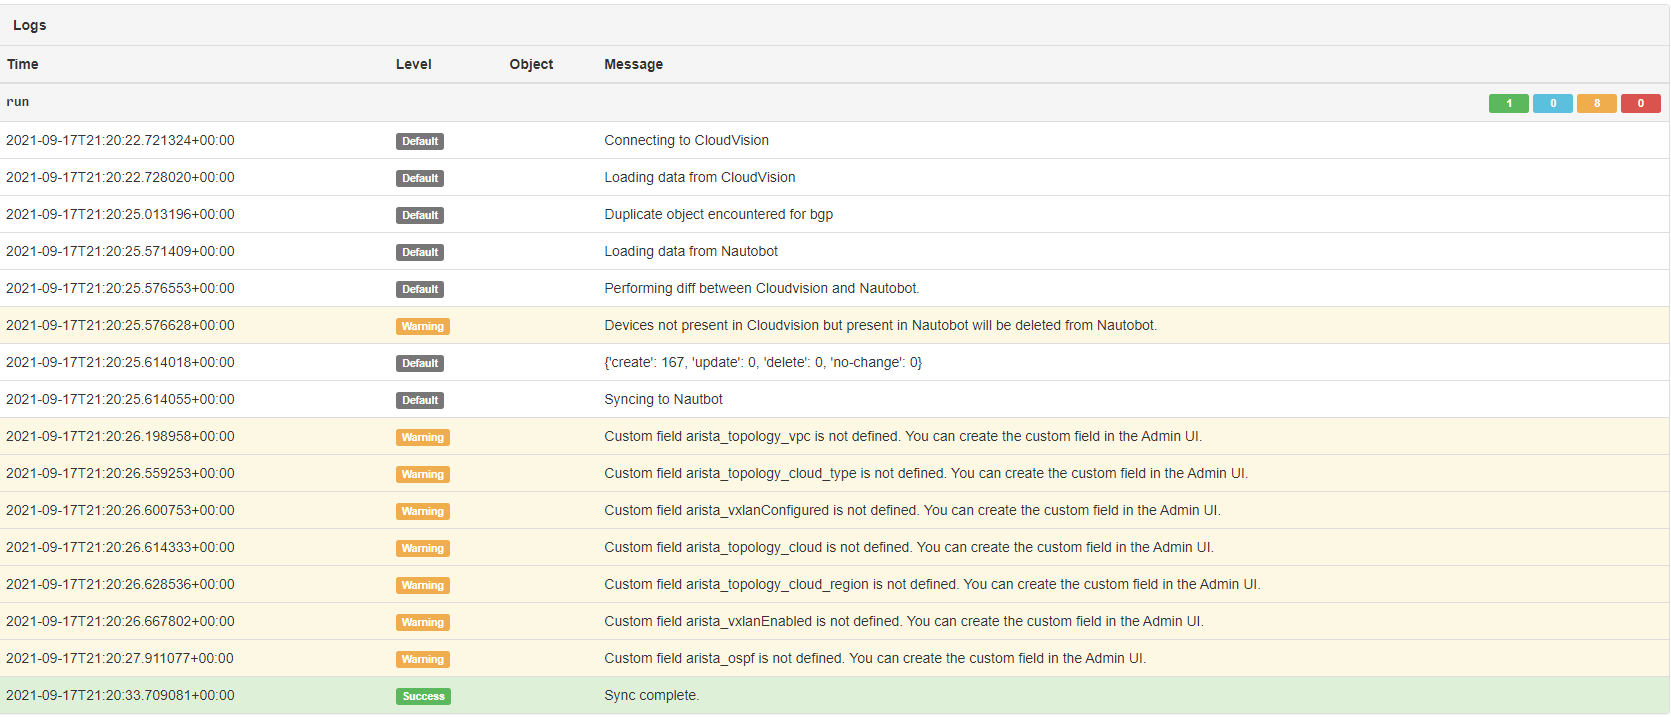 Logs
Time Level Object Message
run 1 0 8 0
2021-09-17T21:20:22.721324+00:00 Default Connecting to CloudVision
2021-09-17T21:20:22.728020+00:00 Default Loading data from CloudVision
2021-09-17T21:20:25.013196+00:00 Default Duplicate object encountered for bgp
2021-09-17T21:20:25.571409+00:00 Default Loading data from Nautobot
2021-09-17T21:20:25.576553+00:00 Default Performing diff between Cloudvision and Nautobot.
2021-09-17T21:20:25.576628+00:00 Warning Devices not present in Cloudvision but present in Nautobot will be deleted from Nautobot.
2021-09-17T21:20:25.614018+00:00 Default {'create': 167, 'update': 0, 'delete': 0, 'no-change': 0}
2021-09-17T21:20:25.614055+00:00 Default Syncing to Nautbot
2021-09-17T21:20:26.198958+00:00 Warning Custom field arista_topology_vpc is not defined. You can create the custom field in the Admin UI.
2021-09-17T21:20:26.559253+00:00 Warning Custom field arista_topology_cloud_type is not defined. You can create the custom field in the Admin UI.
2021-09-17T21:20:26.600753+00:00 Warning Custom field arista_vxlanConfigured is not defined. You can create the custom field in the Admin UI.
2021-09-17T21:20:26.614333+00:00 Warning Custom field arista_topology_cloud is not defined. You can create the custom field in the Admin UI.
2021-09-17T21:20:26.628536+00:00 Warning Custom field arista_topology_cloud_region is not defined. You can create the custom field in the Admin UI.
2021-09-17T21:20:26.667802+00:00 Warning Custom field arista_vxlanEnabled is not defined. You can create the custom field in the Admin UI.
2021-09-17T21:20:27.911077+00:00 Warning Custom field arista_ospf is not defined. You can create the custom field in the Admin UI.
2021-09-17T21:20:33.709081+00:00 Success Sync complete.